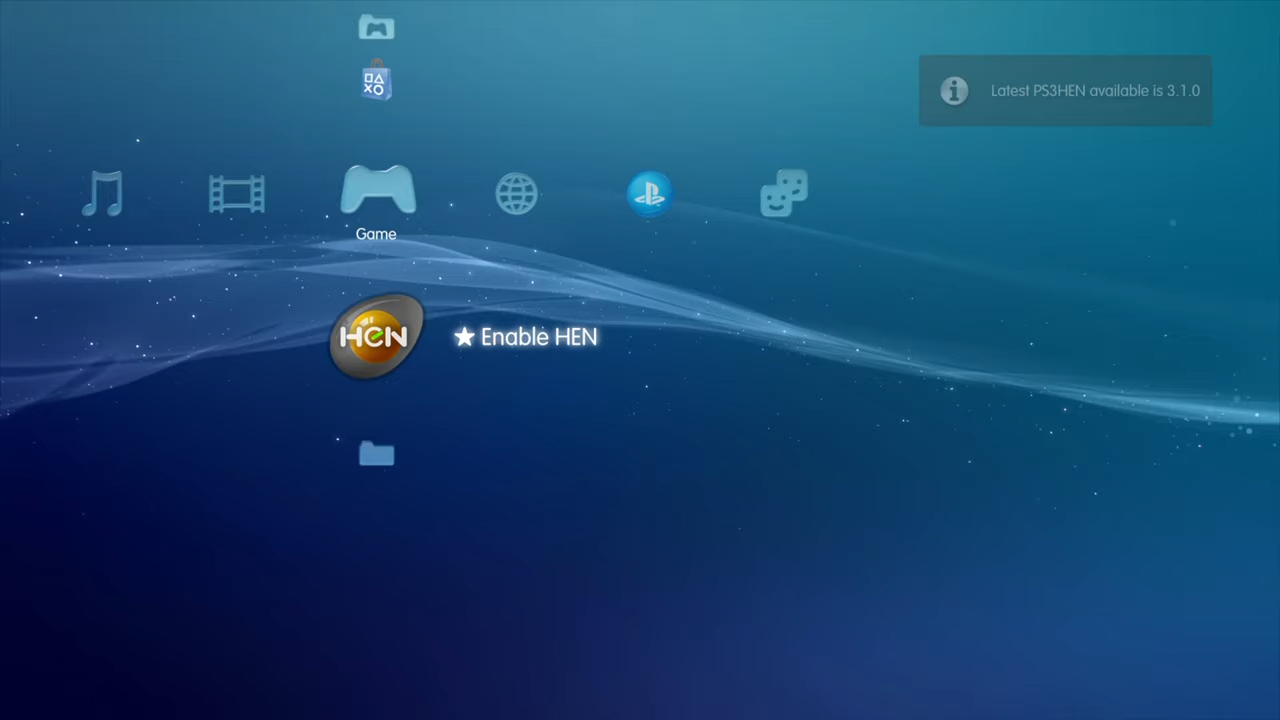 Latest PS3HEN available is 3.1.0
Game
HEN
★ Enable HEN